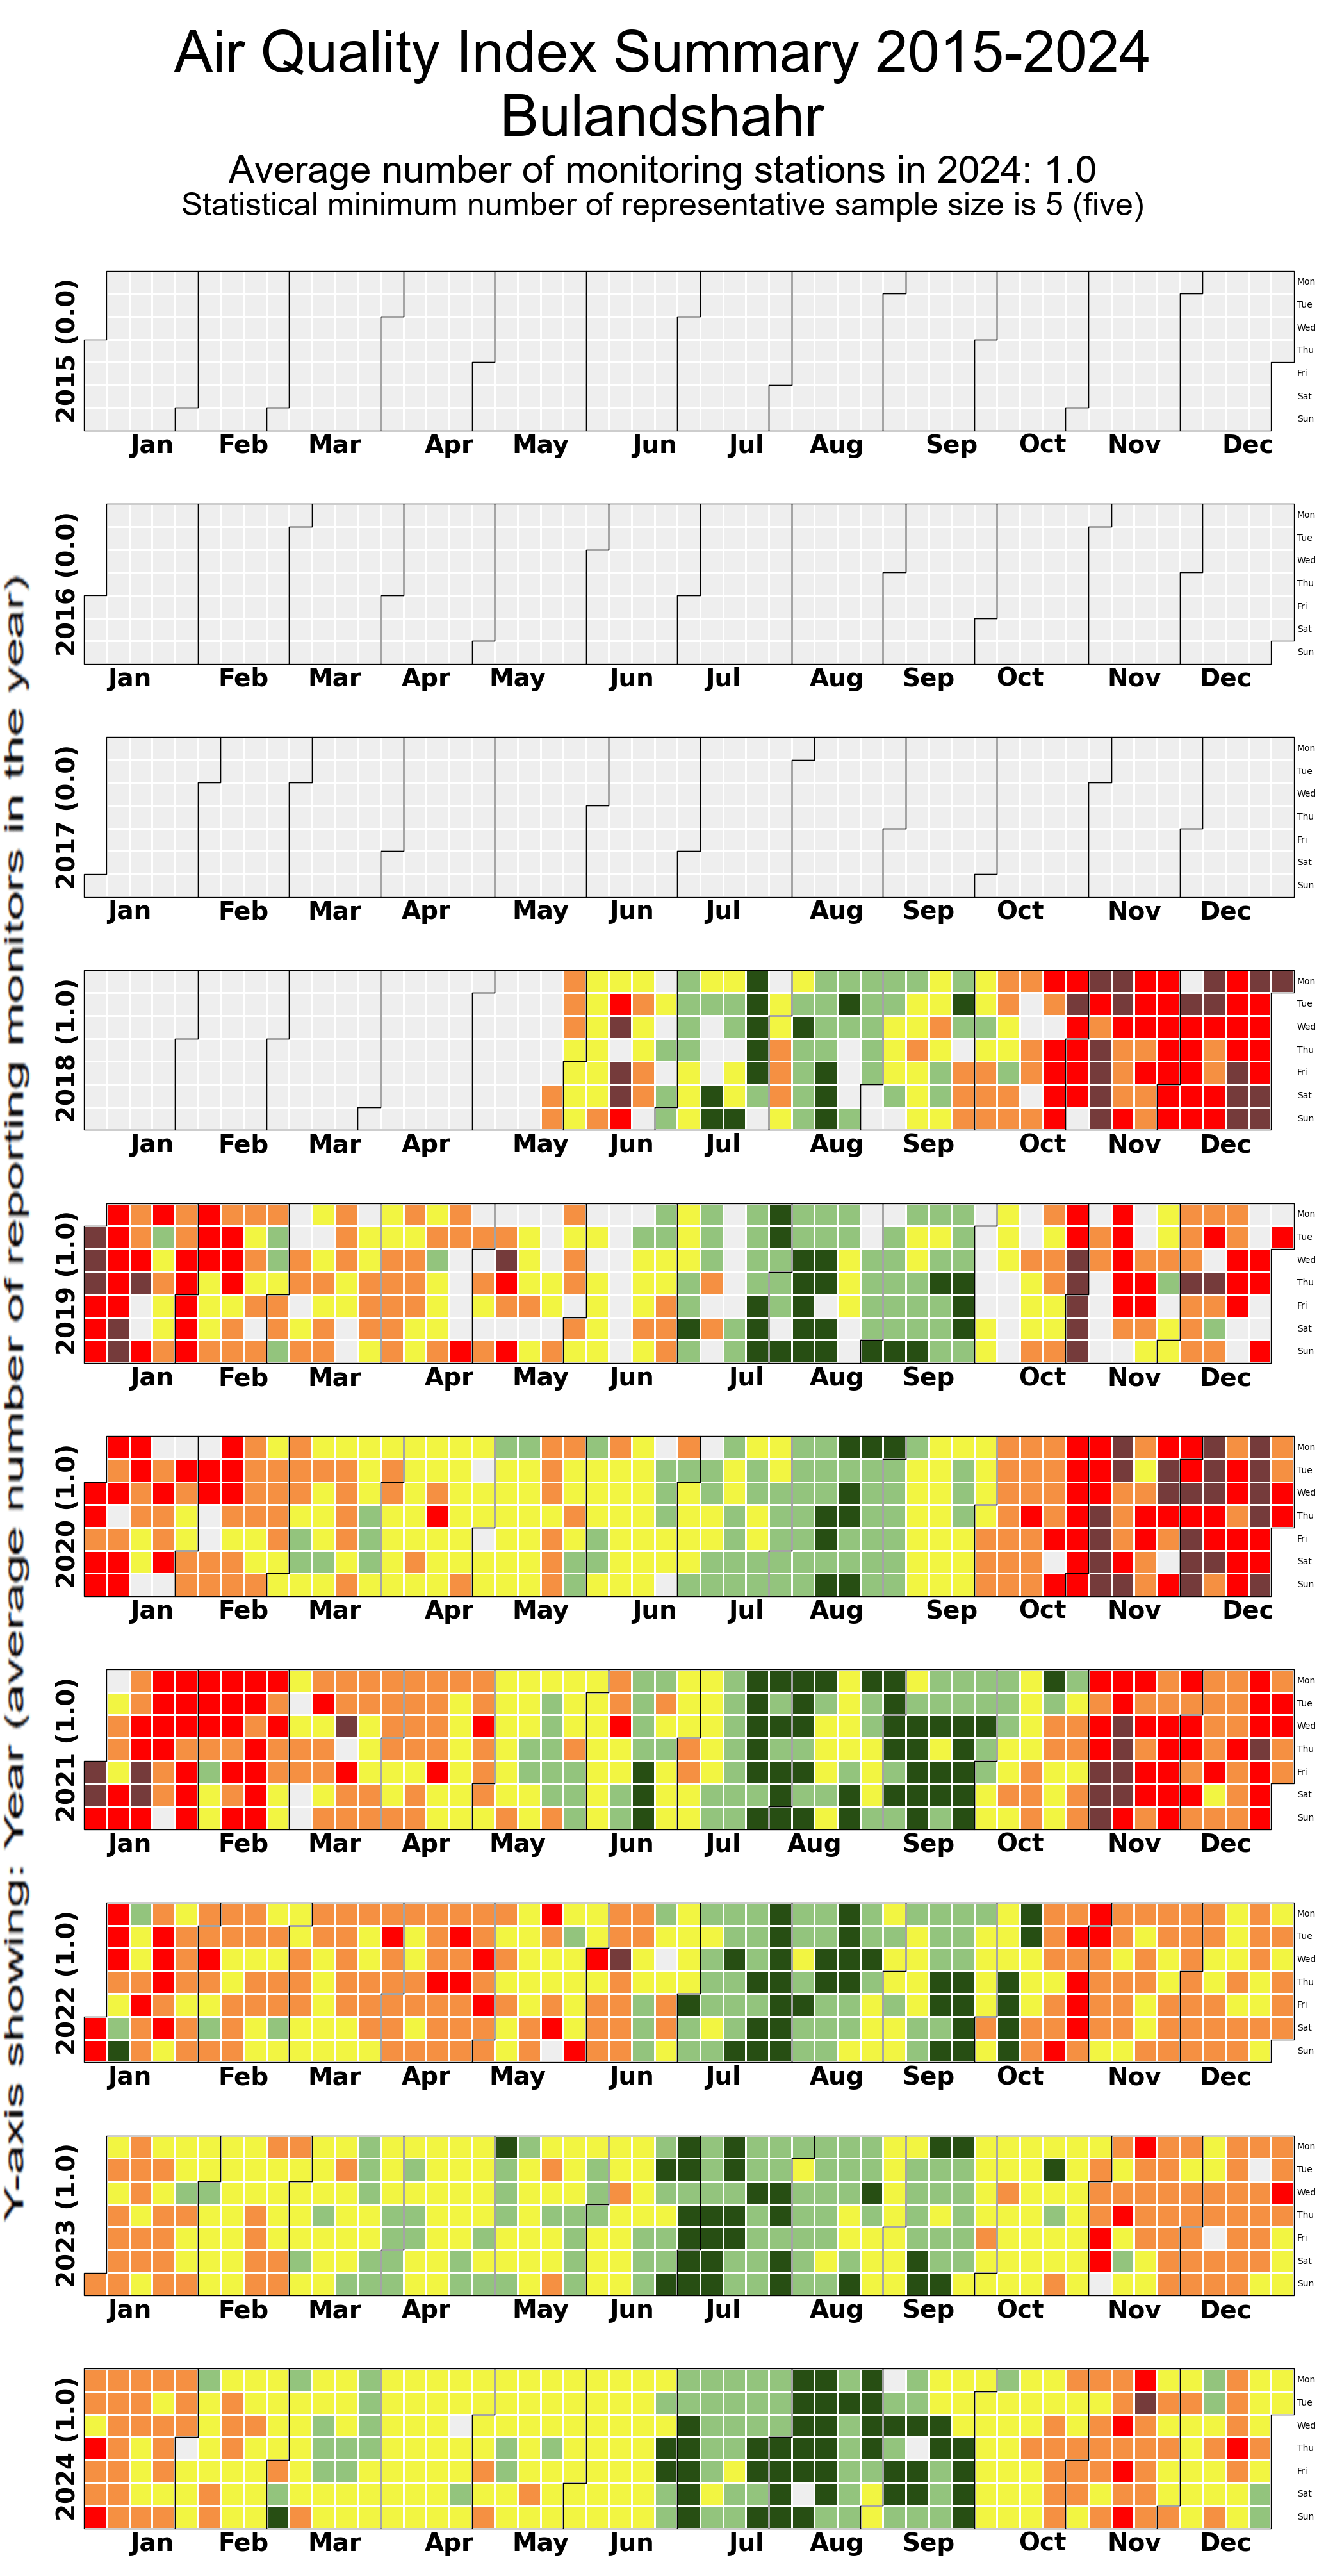 Air Quality Index Summary 2015-2024
Bulandshahr
Average number of monitoring stations in 2024: 1.0
Statistical minimum number of representative sample size is 5 (five)
Y-axis showing: Year (average number of reporting monitors in the year)
2015 (0.0)
Mon
Tue
Wed
Thu
Fri
Sat
Sun
Jan Feb Mar Apr May Jun Jul Aug Sep Oct Nov Dec
2016 (0.0)
Mon
Tue
Wed
Thu
Fri
Sat
Sun
Jan Feb Mar Apr May Jun Jul Aug Sep Oct Nov Dec
2017 (0.0)
Mon
Tue
Wed
Thu
Fri
Sat
Sun
Jan Feb Mar Apr May Jun Jul Aug Sep Oct Nov Dec
2018 (1.0)
Mon
Tue
Wed
Thu
Fri
Sat
Sun
Jan Feb Mar Apr May Jun Jul Aug Sep Oct Nov Dec
2019 (1.0)
Mon
Tue
Wed
Thu
Fri
Sat
Sun
Jan Feb Mar Apr May Jun Jul Aug Sep Oct Nov Dec
2020 (1.0)
Mon
Tue
Wed
Thu
Fri
Sat
Sun
Jan Feb Mar Apr May Jun Jul Aug Sep Oct Nov Dec
2021 (1.0)
Mon
Tue
Wed
Thu
Fri
Sat
Sun
Jan Feb Mar Apr May Jun Jul Aug Sep Oct Nov Dec
2022 (1.0)
Mon
Tue
Wed
Thu
Fri
Sat
Sun
Jan Feb Mar Apr May Jun Jul Aug Sep Oct Nov Dec
2023 (1.0)
Mon
Tue
Wed
Thu
Fri
Sat
Sun
Jan Feb Mar Apr May Jun Jul Aug Sep Oct Nov Dec
2024 (1.0)
Mon
Tue
Wed
Thu
Fri
Sat
Sun
Jan Feb Mar Apr May Jun Jul Aug Sep Oct Nov Dec